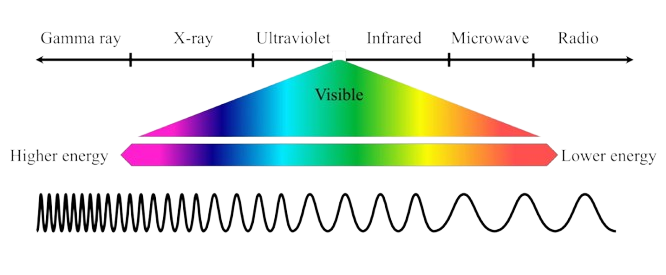 Gamma ray X-ray Ultraviolet Infrared Microwave Radio
Visible
Higher energy Lower energy